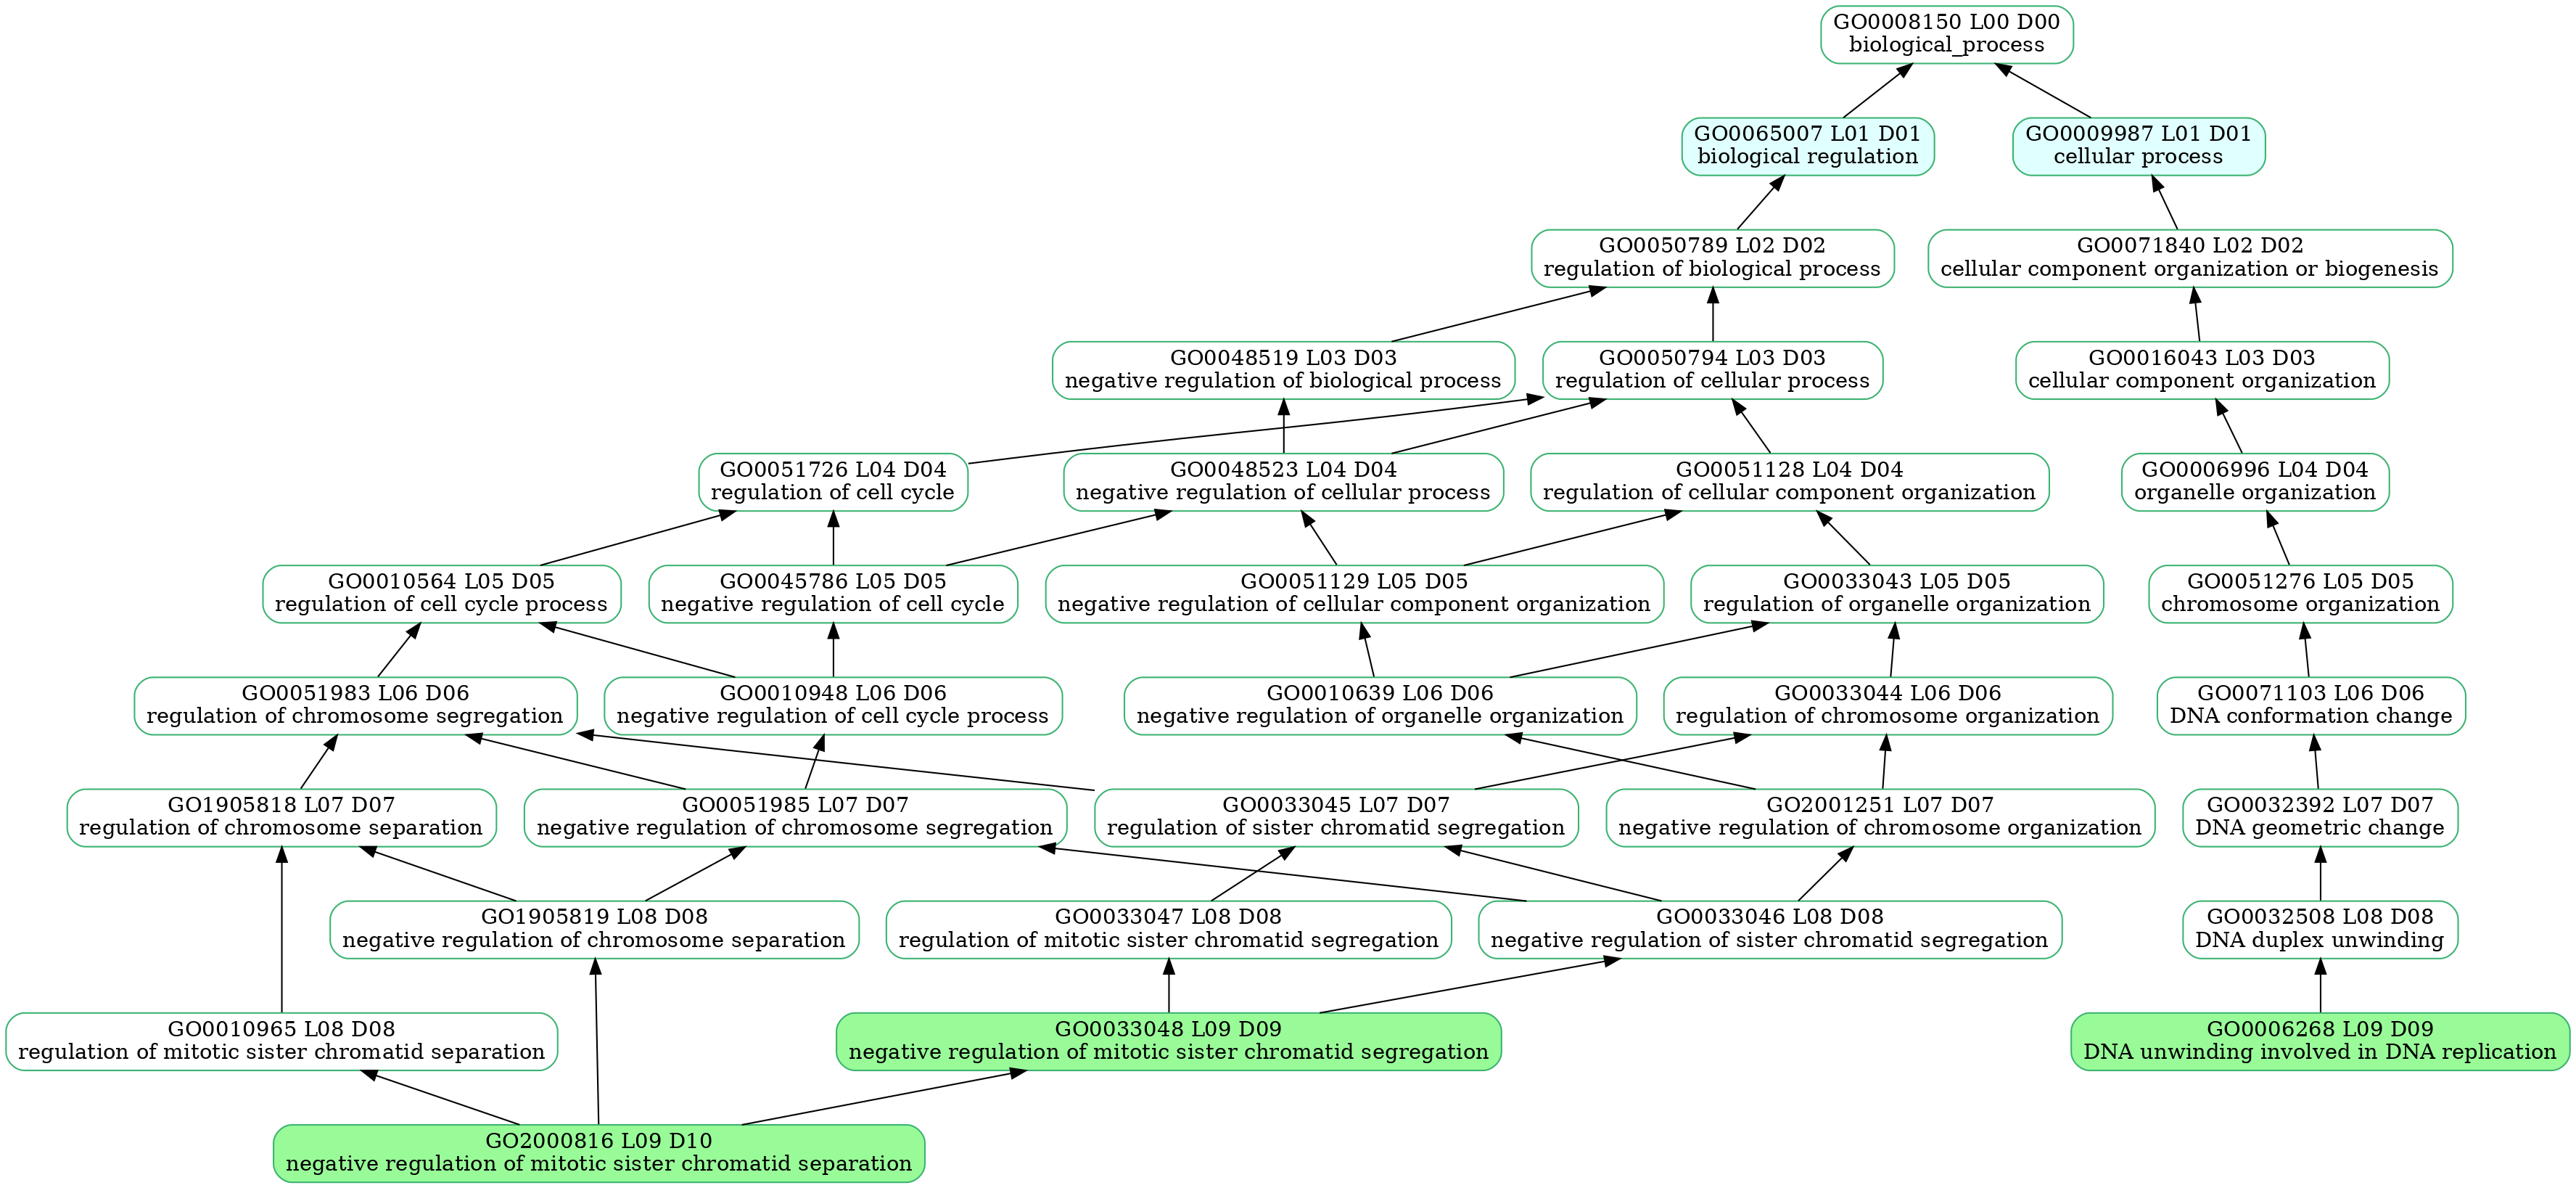 GO0008150 L00 D00
biological_process
GO0065007 L01 D01
biological regulation
GO0009987 L01 D01
cellular process
GO0050789 L02 D02
regulation of biological process
GO0071840 L02 D02
cellular component organization or biogenesis
GO0048519 L03 D03
negative regulation of biological process
GO0050794 L03 D03
regulation of cellular process
GO0016043 L03 D03
cellular component organization
GO0051726 L04 D04
regulation of cell cycle
GO0048523 L04 D04
negative regulation of cellular process
GO0051128 L04 D04
regulation of cellular component organization
GO0006996 L04 D04
organelle organization
GO0010564 L05 D05
regulation of cell cycle process
GO0045786 L05 D05
negative regulation of cell cycle
GO0051129 L05 D05
negative regulation of cellular component organization
GO0033043 L05 D05
regulation of organelle organization
GO0051276 L05 D05
chromosome organization
GO0051983 L06 D06
regulation of chromosome segregation
GO0010948 L06 D06
negative regulation of cell cycle process
GO0010639 L06 D06
negative regulation of organelle organization
GO0033044 L06 D06
regulation of chromosome organization
GO0071103 L06 D06
DNA conformation change
GO1905818 L07 D07
regulation of chromosome separation
GO0051985 L07 D07
negative regulation of chromosome segregation
GO0033045 L07 D07
regulation of sister chromatid segregation
GO2001251 L07 D07
negative regulation of chromosome organization
GO0032392 L07 D07
DNA geometric change
GO1905819 L08 D08
negative regulation of chromosome separation
GO0033047 L08 D08
regulation of mitotic sister chromatid segregation
GO0033046 L08 D08
negative regulation of sister chromatid segregation
GO0032508 L08 D08
DNA duplex unwinding
GO0010965 L08 D08
regulation of mitotic sister chromatid separation
GO0033048 L09 D09
negative regulation of mitotic sister chromatid segregation
GO0006268 L09 D09
DNA unwinding involved in DNA replication
GO2000816 L09 D10
negative regulation of mitotic sister chromatid separation